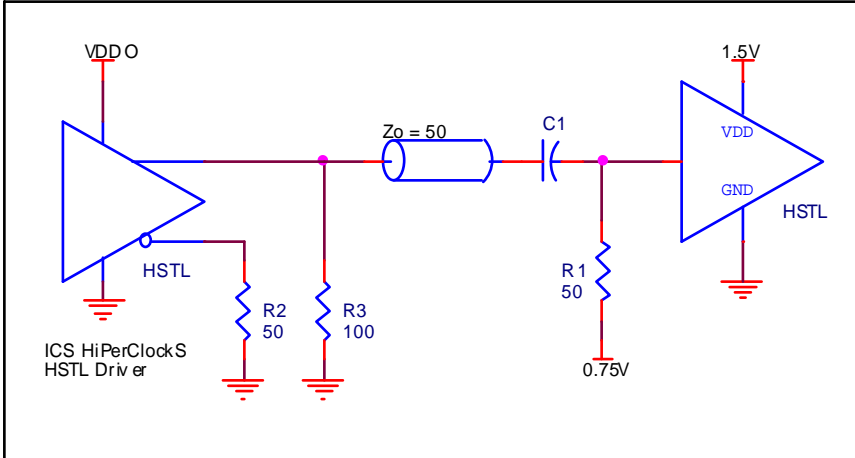 VDDO
1.5V
Zo = 50
C1
VDD
GND
HSTL
HSTL
R1
50
R2
50
R3
100
ICS HiPerClockS
HSTL Driver
0.75V